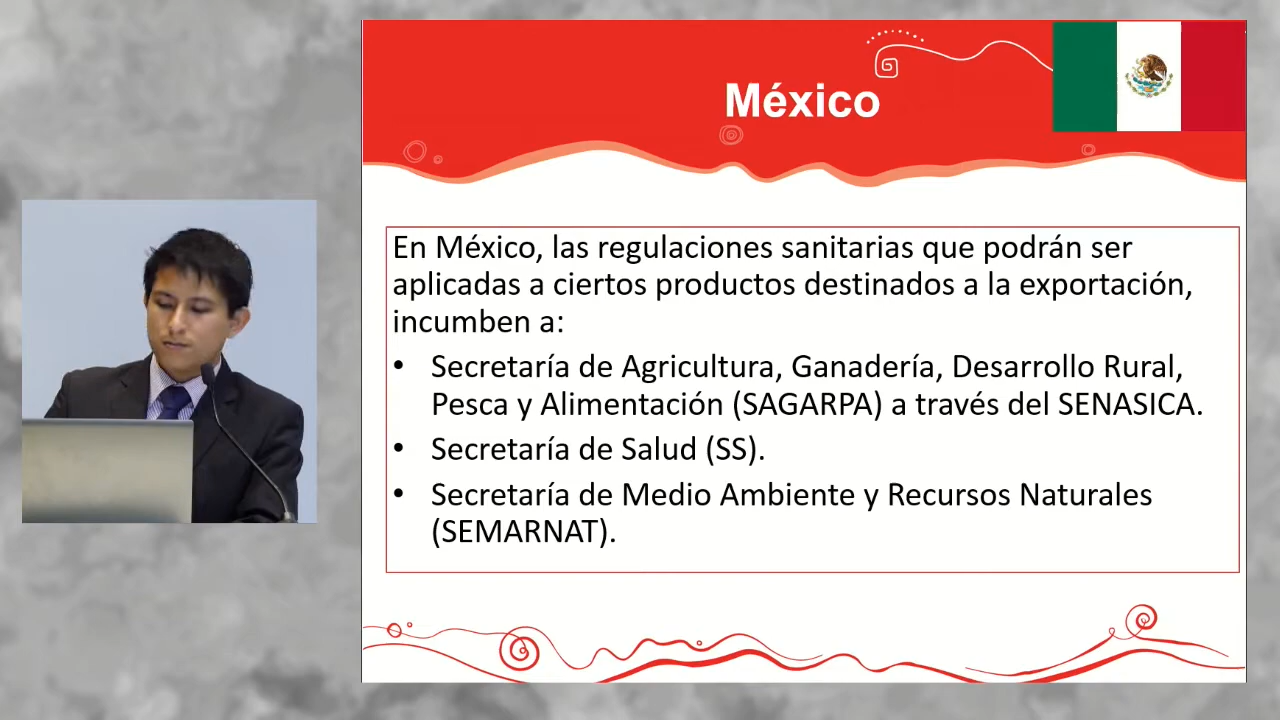 México
En México, las regulaciones sanitarias que podrán ser
aplicadas a ciertos productos destinados a la exportación,
incumben a:
• Secretaría de Agricultura, Ganadería, Desarrollo Rural,
Pesca y Alimentación (SAGARPA) a través del SENASICA.
• Secretaría de Salud (SS).
• Secretaría de Medio Ambiente y Recursos Naturales
(SEMARNAT).